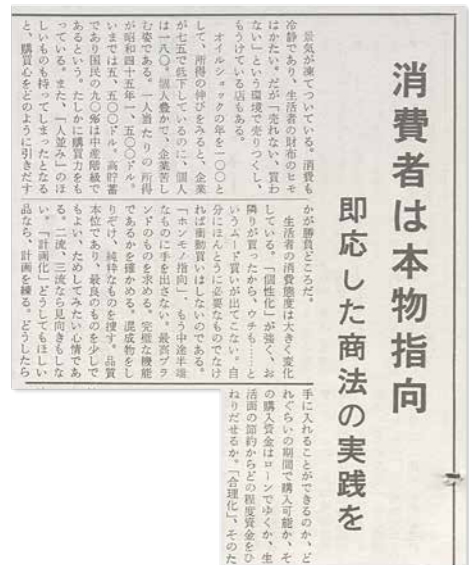 消費者は本物指向
即応した商法の実践を
景気が凍てついている。消費も
冷静であり、生活者の財布のヒモ
はかたい。だが「売れない、買わ
ない」という環境で売りつくし、
もうけている店もある。
オイルショックの年を一〇〇と
して、所得の伸びをみると、企業
が七五で低下しているのに、個人
は一八〇。個人豊かで、企業苦し
む姿である。一人当たりの所得
が昭和四十五年一、五〇〇ドル。
いまでは五、五〇〇ドル。高貯蓄
であり国民の九〇%は中産階級で
あるという。たしかに購買力をも
っている。また、「人並み」のほ
しいものも持ってしまったとなる
と、購買心をどのように引きだす
かが勝負どころだ。
生活者の消費態度は大きく変化
している。「個性化」が強く、お
隣りが買ったから、ウチも……と
いうムード買いが出てこない。自
分にほんとうに必要なものでなけ
れば衝動買いはしないのである。
「ホンモノ指向」、もう中途半端
なものに手を出さない。最高ブラ
ンドのものを求める。完璧な機能
であるかを確かめる。混成物をし
りぞけ、純粋なものを捜す。品質
本位であり、最良のものを少しで
もよい、ためしてみたい心情であ
る。二流、三流なら見向きもしな
い。「計画化」どうしてもほしい
品なら、計画を練る。どうしたら
手に入れることができるのか、ど
れぐらいの期間で購入可能か、そ
の購入資金はローンでゆくか、生
活面の節約からどの程度資金をひ
ねりだせるか。「合理化」、そのた